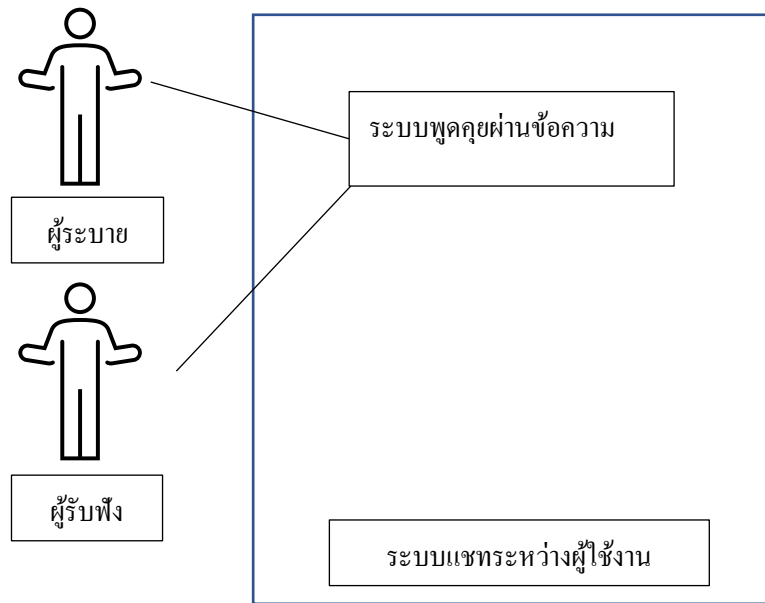 ระบบพูดคุยผ่านข้อความ
ผู้ระบาย
ผู้รับฟัง
ระบบแชทระหว่างผู้ใช้งาน